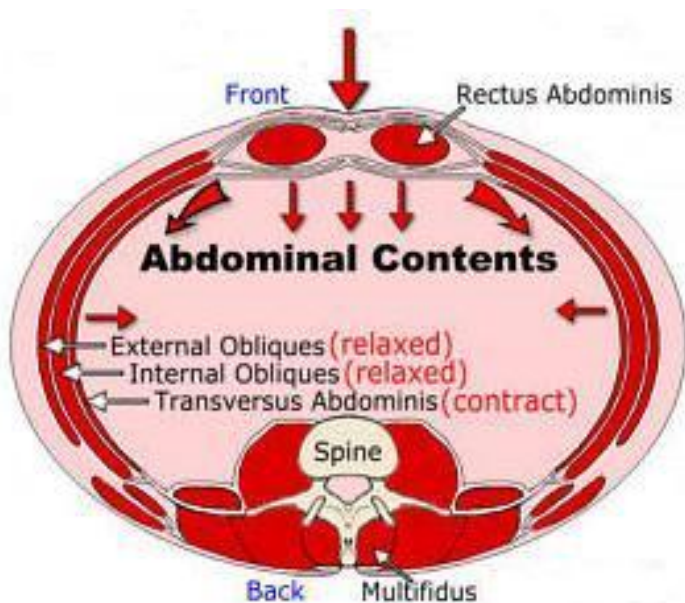 Front
Rectus Abdominis
Abdominal Contents
External Obliques (relaxed)
Internal Obliques (relaxed)
Transversus Abdominis (contract)
Spine
Back
Multifidus